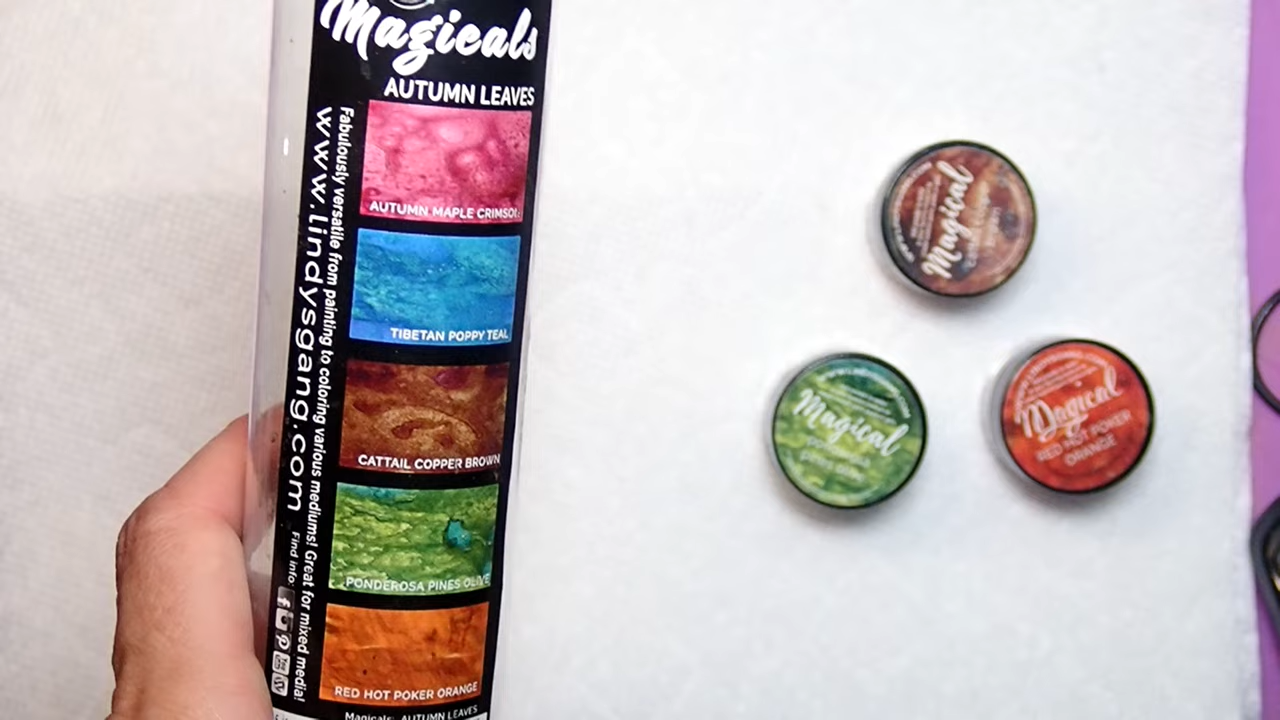 Magicals
AUTUMN LEAVES
AUTUMN MAPLE CRIMSON
TIBETAN POPPY TEAL
CATTAIL COPPER BROWN
PONDEROSA PINES OLIVE
RED HOT POKER ORANGE
Magicals: AUTUMN LEAVES
Fabulously versatile from painting to coloring various mediums! Great for mixed media!
www.lindysgang.com
Find info:
Magical
Magical
Magical
RED HOT POKER
ORANGE